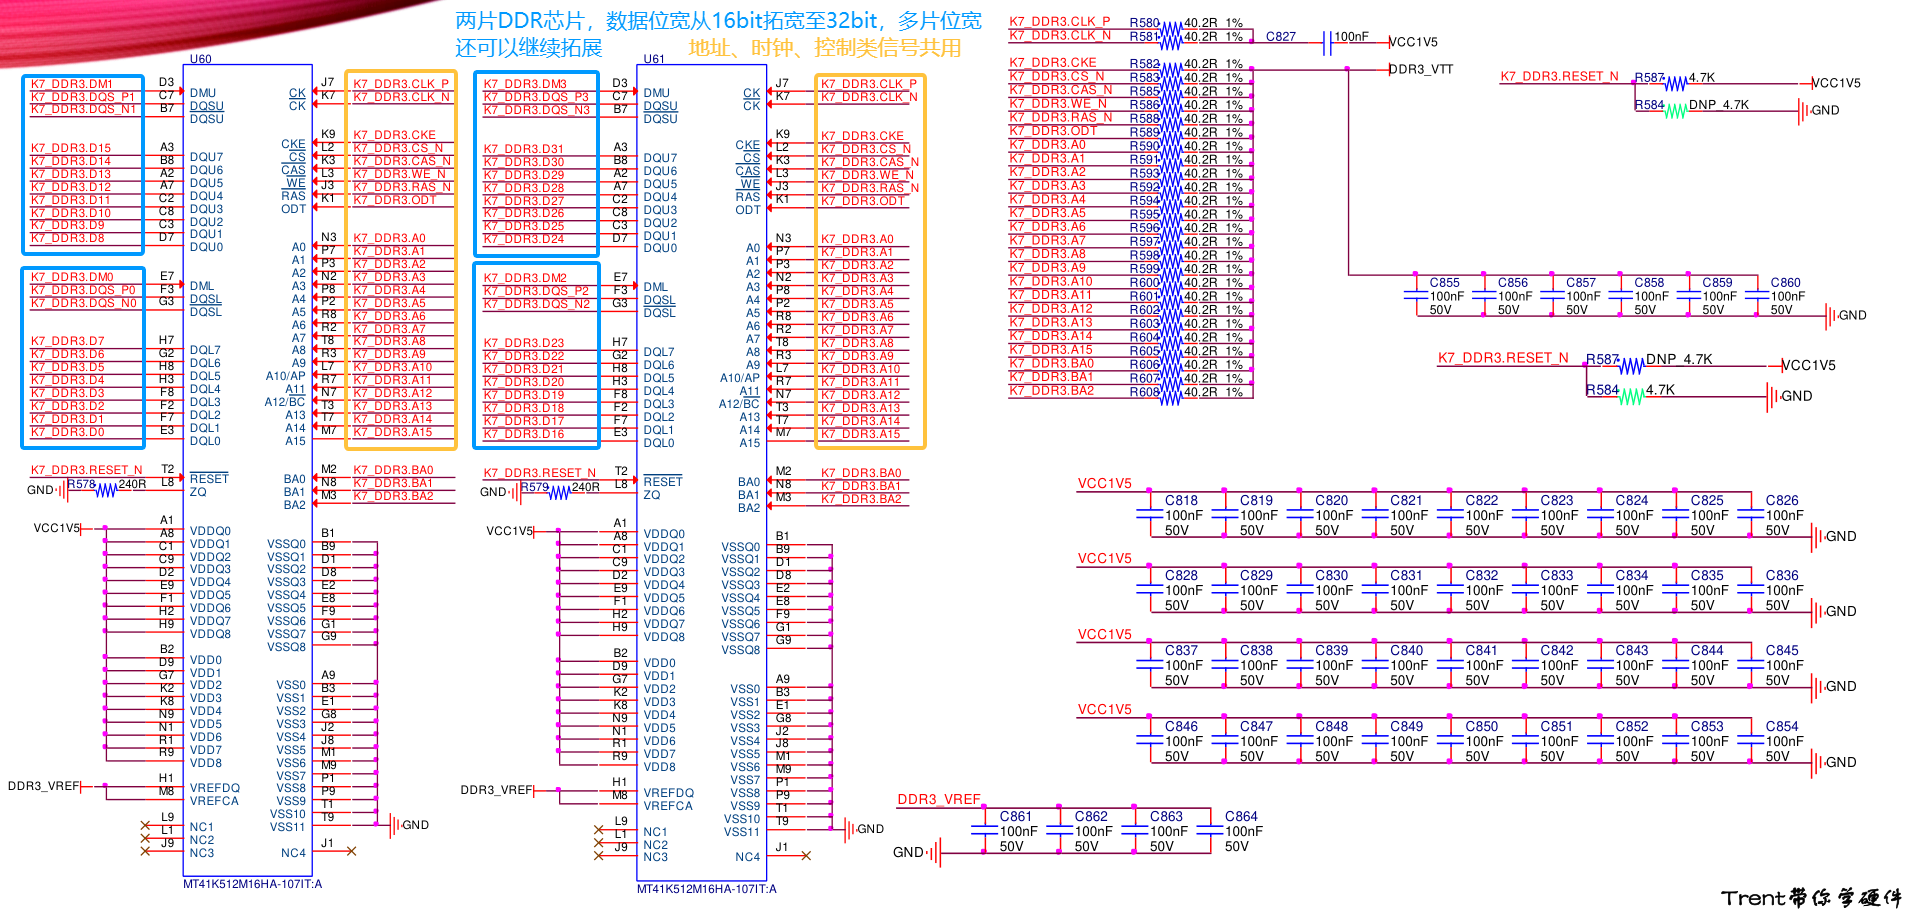 两片DDR芯片，数据位宽从16bit拓宽至32bit，多片位宽
还可以继续拓展
地址、时钟、控制类信号共用
U60
K7_DDR3.DM1 D3 DMU
K7_DDR3.DQS_P1 C7 DQSU
K7_DDR3.DQS_N1 B7 DQSU
K7_DDR3.D15 A3 DQU7
K7_DDR3.D14 B8 DQU6
K7_DDR3.D13 A2 DQU5
K7_DDR3.D12 A7 DQU4
K7_DDR3.D11 C2 DQU3
K7_DDR3.D10 C8 DQU2
K7_DDR3.D9 C3 DQU1
K7_DDR3.D8 D7 DQU0
K7_DDR3.DM0 E7 DML
K7_DDR3.DQS_P0 F3 DQSL
K7_DDR3.DQS_N0 G3 DQSL
K7_DDR3.D7 H7 DQL7
K7_DDR3.D6 G2 DQL6
K7_DDR3.D5 H8 DQL5
K7_DDR3.D4 H3 DQL4
K7_DDR3.D3 F8 DQL3
K7_DDR3.D2 F2 DQL2
K7_DDR3.D1 F7 DQL1
K7_DDR3.D0 E3 DQL0
K7_DDR3.RESET_N T2 RESET
GND R578 240R L8 ZQ
VCC1V5 A1 VDDQ0
A8 VDDQ1
C1 VDDQ2
C9 VDDQ3
D2 VDDQ4
E9 VDDQ5
F1 VDDQ6
H2 VDDQ7
H9 VDDQ8
B2 VDD0
D9 VDD1
G7 VDD2
K2 VDD3
K8 VDD4
N9 VDD5
N1 VDD6
R1 VDD7
R9 VDD8
DDR3_VREF H1 VREFDQ
M8 VREFCA
L9 NC1
L1 NC2
J9 NC3
CK J7 K7_DDR3.CLK_P
CK K7 K7_DDR3.CLK_N
CKE K9 K7_DDR3.CKE
CS L2 K7_DDR3.CS_N
CAS K3 K7_DDR3.CAS_N
WE L3 K7_DDR3.WE_N
RAS J3 K7_DDR3.RAS_N
ODT K1 K7_DDR3.ODT
A0 N3 K7_DDR3.A0
A1 P7 K7_DDR3.A1
A2 P3 K7_DDR3.A2
A3 N2 K7_DDR3.A3
A4 P8 K7_DDR3.A4
A5 P2 K7_DDR3.A5
A6 R8 K7_DDR3.A6
A7 R2 K7_DDR3.A7
A8 T8 K7_DDR3.A8
A9 R3 K7_DDR3.A9
A10/AP L7 K7_DDR3.A10
A11 R7 K7_DDR3.A11
A12/BC N7 K7_DDR3.A12
A13 T3 K7_DDR3.A13
A14 T7 K7_DDR3.A14
A15 M7 K7_DDR3.A15
BA0 M2 K7_DDR3.BA0
BA1 N8 K7_DDR3.BA1
BA2 M3 K7_DDR3.BA2
VSSQ0 B1
VSSQ1 B9
VSSQ2 D1
VSSQ3 D8
VSSQ4 E2
VSSQ5 E8
VSSQ6 F9
VSSQ7 G1
VSSQ8 G9
VSS0 A9
VSS1 B3
VSS2 E1
VSS3 G8
VSS4 J2
VSS5 J8
VSS6 M1
VSS7 M9
VSS8 P1
VSS9 P9
VSS10 T1
VSS11 T9 GND
NC4 J1
MT41K512M16HA-107IT:A
U61
K7_DDR3.DM3 D3 DMU
K7_DDR3.DQS_P3 C7 DQSU
K7_DDR3.DQS_N3 B7 DQSU
K7_DDR3.D31 A3 DQU7
K7_DDR3.D30 B8 DQU6
K7_DDR3.D29 A2 DQU5
K7_DDR3.D28 A7 DQU4
K7_DDR3.D27 C2 DQU3
K7_DDR3.D26 C8 DQU2
K7_DDR3.D25 C3 DQU1
K7_DDR3.D24 D7 DQU0
K7_DDR3.DM2 E7 DML
K7_DDR3.DQS_P2 F3 DQSL
K7_DDR3.DQS_N2 G3 DQSL
K7_DDR3.D23 H7 DQL7
K7_DDR3.D22 G2 DQL6
K7_DDR3.D21 H8 DQL5
K7_DDR3.D20 H3 DQL4
K7_DDR3.D19 F8 DQL3
K7_DDR3.D18 F2 DQL2
K7_DDR3.D17 F7 DQL1
K7_DDR3.D16 E3 DQL0
K7_DDR3.RESET_N T2 RESET
GND R579 240R L8 ZQ
VCC1V5 A1 VDDQ0
A8 VDDQ1
C1 VDDQ2
C9 VDDQ3
D2 VDDQ4
E9 VDDQ5
F1 VDDQ6
H2 VDDQ7
H9 VDDQ8
B2 VDD0
D9 VDD1
G7 VDD2
K2 VDD3
K8 VDD4
N9 VDD5
N1 VDD6
R1 VDD7
R9 VDD8
DDR3_VREF H1 VREFDQ
M8 VREFCA
L9 NC1
L1 NC2
J9 NC3
CK J7 K7_DDR3.CLK_P
CK K7 K7_DDR3.CLK_N
CKE K9 K7_DDR3.CKE
CS L2 K7_DDR3.CS_N
CAS K3 K7_DDR3.CAS_N
WE L3 K7_DDR3.WE_N
RAS J3 K7_DDR3.RAS_N
ODT K1 K7_DDR3.ODT
A0 N3 K7_DDR3.A0
A1 P7 K7_DDR3.A1
A2 P3 K7_DDR3.A2
A3 N2 K7_DDR3.A3
A4 P8 K7_DDR3.A4
A5 P2 K7_DDR3.A5
A6 R8 K7_DDR3.A6
A7 R2 K7_DDR3.A7
A8 T8 K7_DDR3.A8
A9 R3 K7_DDR3.A9
A10/AP L7 K7_DDR3.A10
A11 R7 K7_DDR3.A11
A12/BC N7 K7_DDR3.A12
A13 T3 K7_DDR3.A13
A14 T7 K7_DDR3.A14
A15 M7 K7_DDR3.A15
BA0 M2 K7_DDR3.BA0
BA1 N8 K7_DDR3.BA1
BA2 M3 K7_DDR3.BA2
VSSQ0 B1
VSSQ1 B9
VSSQ2 D1
VSSQ3 D8
VSSQ4 E2
VSSQ5 E8
VSSQ6 F9
VSSQ7 G1
VSSQ8 G9
VSS0 A9
VSS1 B3
VSS2 E1
VSS3 G8
VSS4 J2
VSS5 J8
VSS6 M1
VSS7 M9
VSS8 P1
VSS9 P9
VSS10 T1
VSS11 T9 GND
NC4 J1
MT41K512M16HA-107IT:A
K7_DDR3.CLK_P R580 40.2R 1%
K7_DDR3.CLK_N R581 40.2R 1% C827 100nF VCC1V5
K7_DDR3.CKE R582 40.2R 1% DDR3_VTT
K7_DDR3.CS_N R583 40.2R 1%
K7_DDR3.CAS_N R585 40.2R 1%
K7_DDR3.WE_N R586 40.2R 1%
K7_DDR3.RAS_N R588 40.2R 1%
K7_DDR3.ODT R589 40.2R 1%
K7_DDR3.A0 R590 40.2R 1%
K7_DDR3.A1 R591 40.2R 1%
K7_DDR3.A2 R593 40.2R 1%
K7_DDR3.A3 R592 40.2R 1%
K7_DDR3.A4 R594 40.2R 1%
K7_DDR3.A5 R595 40.2R 1%
K7_DDR3.A6 R596 40.2R 1%
K7_DDR3.A7 R597 40.2R 1%
K7_DDR3.A8 R598 40.2R 1%
K7_DDR3.A9 R599 40.2R 1%
K7_DDR3.A10 R600 40.2R 1%
K7_DDR3.A11 R601 40.2R 1%
K7_DDR3.A12 R602 40.2R 1%
K7_DDR3.A13 R603 40.2R 1%
K7_DDR3.A14 R604 40.2R 1%
K7_DDR3.A15 R605 40.2R 1%
K7_DDR3.BA0 R606 40.2R 1%
K7_DDR3.BA1 R607 40.2R 1%
K7_DDR3.BA2 R608 40.2R 1%
K7_DDR3.RESET_N R587 4.7K VCC1V5
R584 DNP_4.7K GND
C855 C856 C857 C858 C859 C860
100nF 100nF 100nF 100nF 100nF 100nF
50V 50V 50V 50V 50V 50V GND
K7_DDR3.RESET_N R587 DNP_4.7K VCC1V5
R584 4.7K GND
VCC1V5
C818 C819 C820 C821 C822 C823 C824 C825 C826
100nF 100nF 100nF 100nF 100nF 100nF 100nF 100nF 100nF
50V 50V 50V 50V 50V 50V 50V 50V 50V GND
VCC1V5
C828 C829 C830 C831 C832 C833 C834 C835 C836
100nF 100nF 100nF 100nF 100nF 100nF 100nF 100nF 100nF
50V 50V 50V 50V 50V 50V 50V 50V 50V GND
VCC1V5
C837 C838 C839 C840 C841 C842 C843 C844 C845
100nF 100nF 100nF 100nF 100nF 100nF 100nF 100nF 100nF
50V 50V 50V 50V 50V 50V 50V 50V 50V GND
VCC1V5
C846 C847 C848 C849 C850 C851 C852 C853 C854
100nF 100nF 100nF 100nF 100nF 100nF 100nF 100nF 100nF
50V 50V 50V 50V 50V 50V 50V 50V 50V GND
DDR3_VREF
C861 C862 C863 C864
100nF 100nF 100nF 100nF
GND 50V 50V 50V 50V
Trent带你学硬件